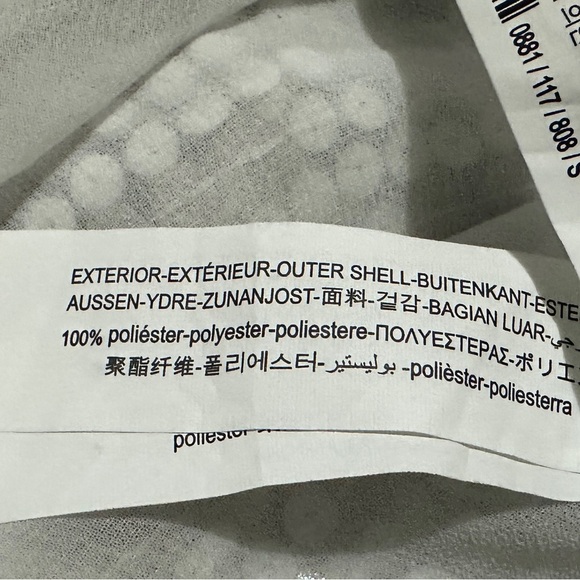 의
0881/117/808/S
EXTERIOR-EXTÉRIEUR-OUTER SHELL-BUITENKANT-ESTE
AUSSEN-YDRE-ZUNANJOST-面料-겉감-BAGIAN LUAR-
100% poliéster-polyester-poliestere-ΠΟΛΥΕΣΤΕΡΑΣ-ポリエ
聚酯纤维-폴리에스터-بوليستير-polièster-poliesterra
poliéster